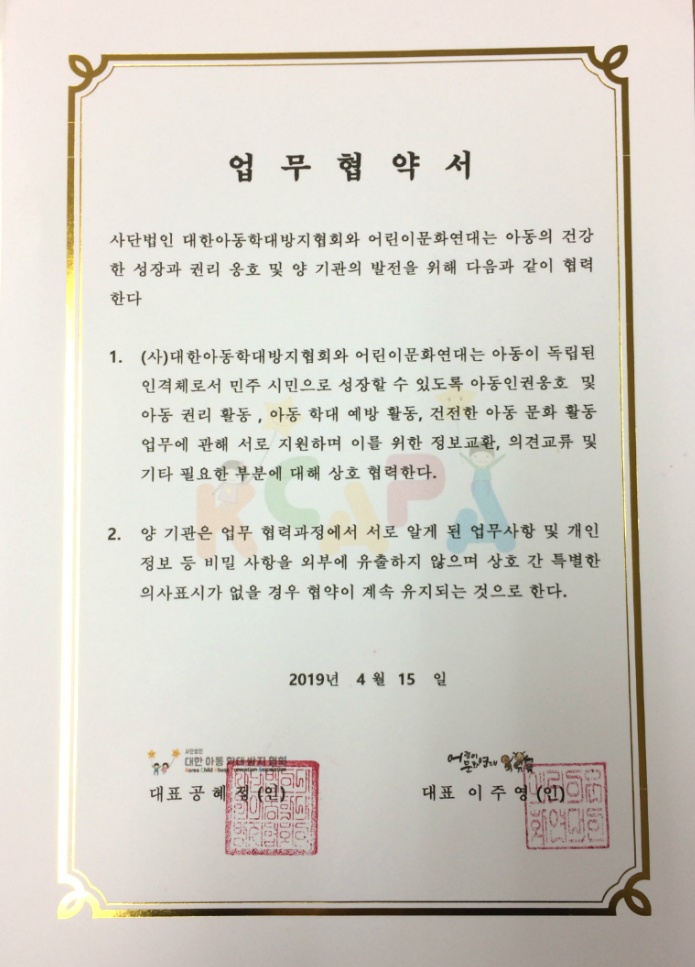 업무협약서
사단법인 대한아동학대방지협회와 어린이문화연대는 아동의 건강
한 성장과 권리 옹호 및 양 기관의 발전을 위해 다음과 같이 협력
한다
1. (사)대한아동학대방지협회와 어린이문화연대는 아동이 독립된
인격체로서 민주 시민으로 성장할 수 있도록 아동인권옹호 및
아동 권리 활동 , 아동 학대 예방 활동, 건전한 아동 문화 활동
업무에 관해 서로 지원하며 이를 위한 정보교환, 의견교류 및
기타 필요한 부분에 대해 상호 협력한다.
KCAPA
2. 양 기관은 업무 협력과정에서 서로 알게 된 업무사항 및 개인
정보 등 비밀 사항을 외부에 유출하지 않으며 상호 간 특별한
의사표시가 없을 경우 협약이 계속 유지되는 것으로 한다.
2019년 4월 15 일
사단법인
대한 아동 학대 방지 협회
Korea Child Abuse
어린이문화연대
대표 공혜정 (인)
대표 이주영 (인)